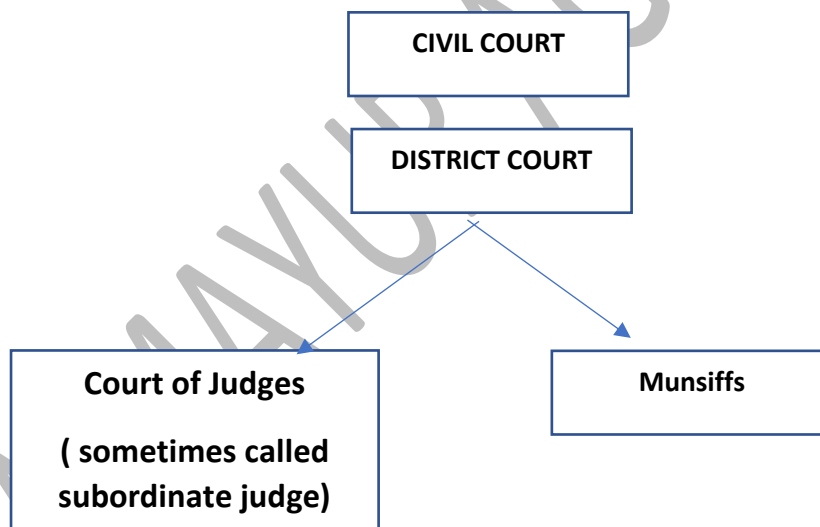 CIVIL COURT
DISTRICT COURT
Court of Judges
( sometimes called
subordinate judge)
Munsiffs